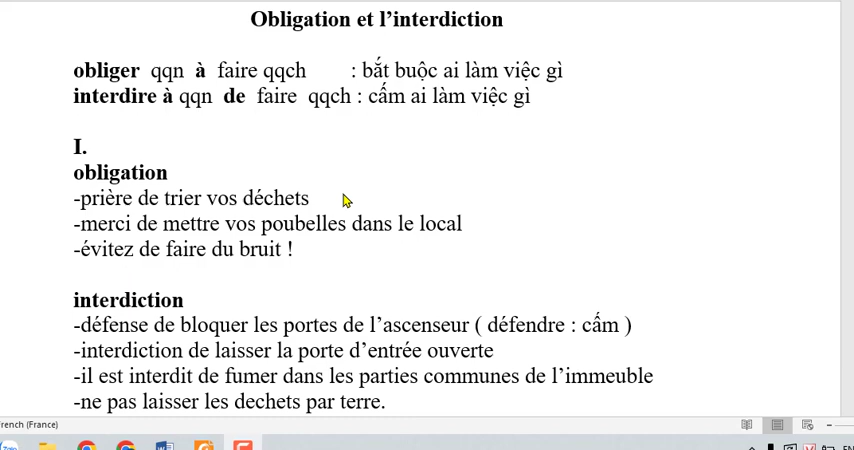 Obligation et l’interdiction
obliger qqn à faire qqch : bắt buộc ai làm việc gì
interdire à qqn de faire qqch : cấm ai làm việc gì
I.
obligation
-prière de trier vos déchets
-merci de mettre vos poubelles dans le local
-évitez de faire du bruit !
interdiction
-défense de bloquer les portes de l’ascenseur ( défendre : cấm )
-interdiction de laisser la porte d’entrée ouverte
-il est interdit de fumer dans les parties communes de l’immeuble
-ne pas laisser les dechets par terre.
rench (France)
Zalo
EN